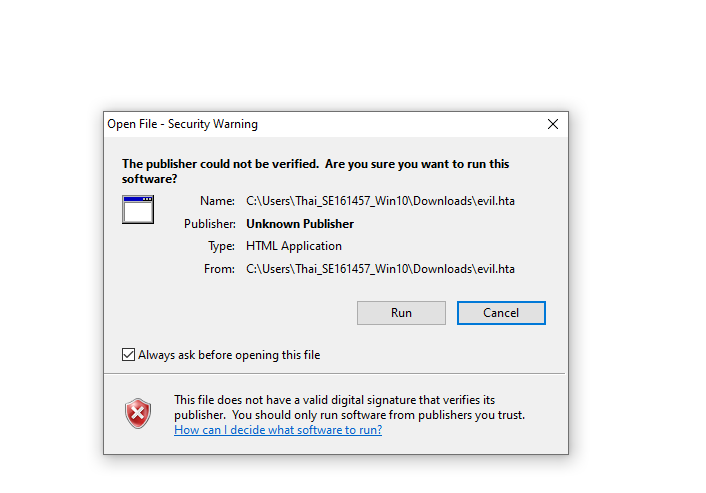 Open File - Security Warning
The publisher could not be verified.  Are you sure you want to run this
software?
Name: C:\Users\Thai_SE161457_Win10\Downloads\evil.hta
Publisher: Unknown Publisher
Type: HTML Application
From: C:\Users\Thai_SE161457_Win10\Downloads\evil.hta
Run Cancel
Always ask before opening this file
This file does not have a valid digital signature that verifies its
publisher.  You should only run software from publishers you trust.
How can I decide what software to run?